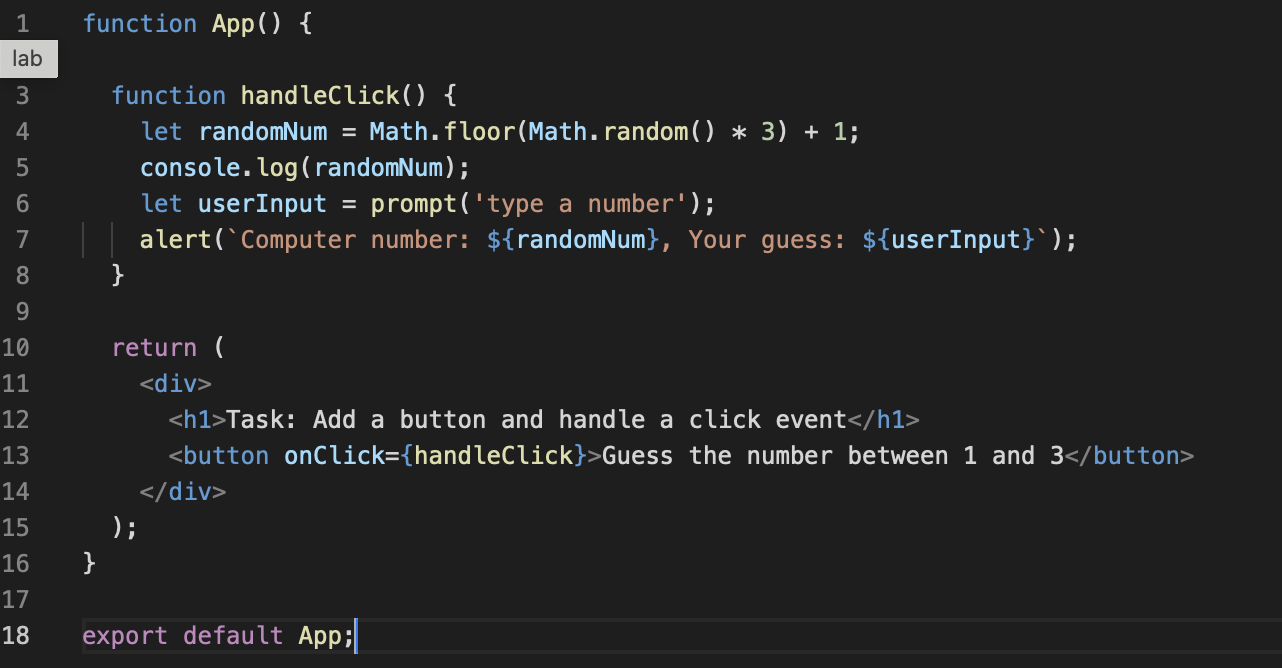 1 function App() {
lab
3 function handleClick() {
4 let randomNum = Math.floor(Math.random() * 3) + 1;
5 console.log(randomNum);
6 let userInput = prompt('type a number');
7 alert(`Computer number: ${randomNum}, Your guess: ${userInput}`);
8 }
9
10 return (
11 <div>
12 <h1>Task: Add a button and handle a click event</h1>
13 <button onClick={handleClick}>Guess the number between 1 and 3</button>
14 </div>
15 );
16 }
17
18 export default App;